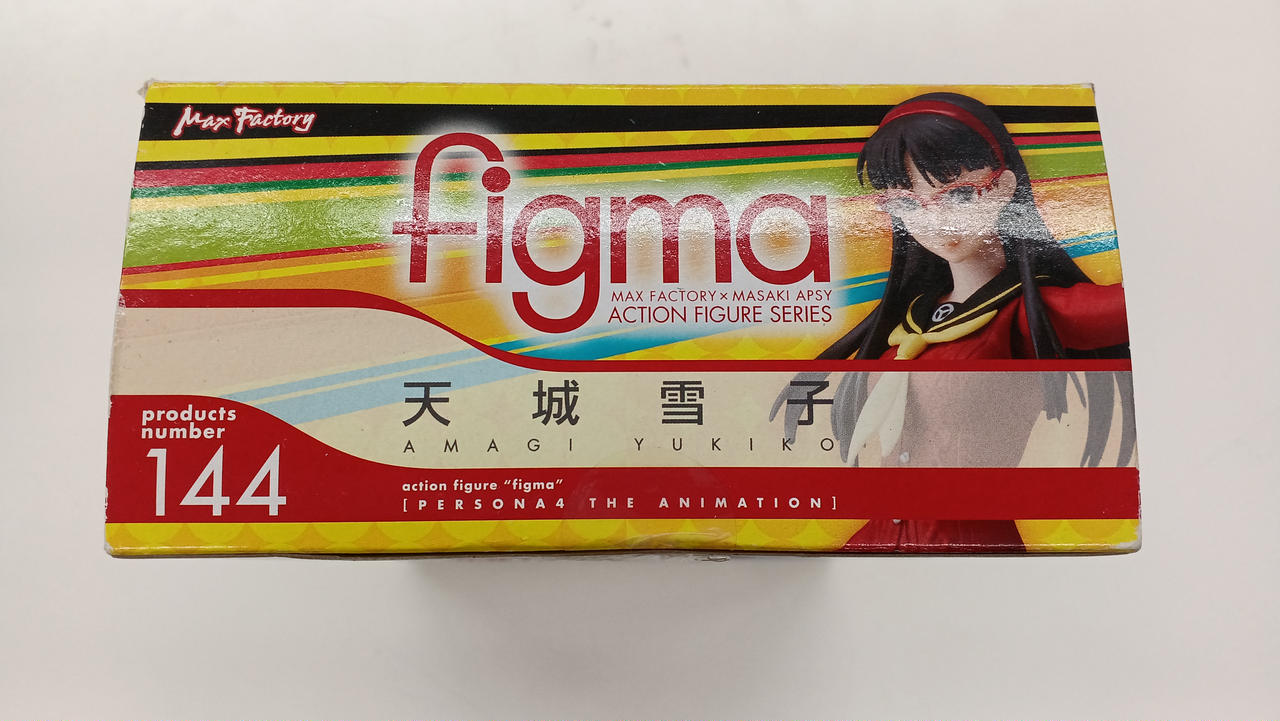 Max Factory
figma
MAX FACTORY × MASAKI APSY
ACTION FIGURE SERIES
天城雪子
AMAGI YUKIKO
products
number
144
action figure “figma”
[PERSONA4 THE ANIMATION]